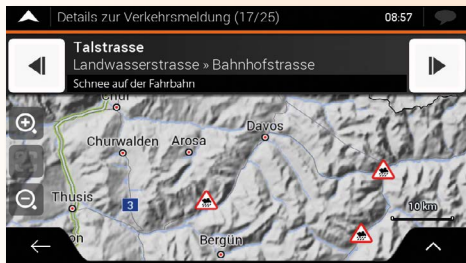 Details zur Verkehrsmeldung (17/25)
08:57
Talstrasse
Landwasserstrasse » Bahnhofstrasse
Schnee auf der Fahrbahn
Chur
Davos
Churwalden
Arosa
Thusis
3
10 km
Bergün